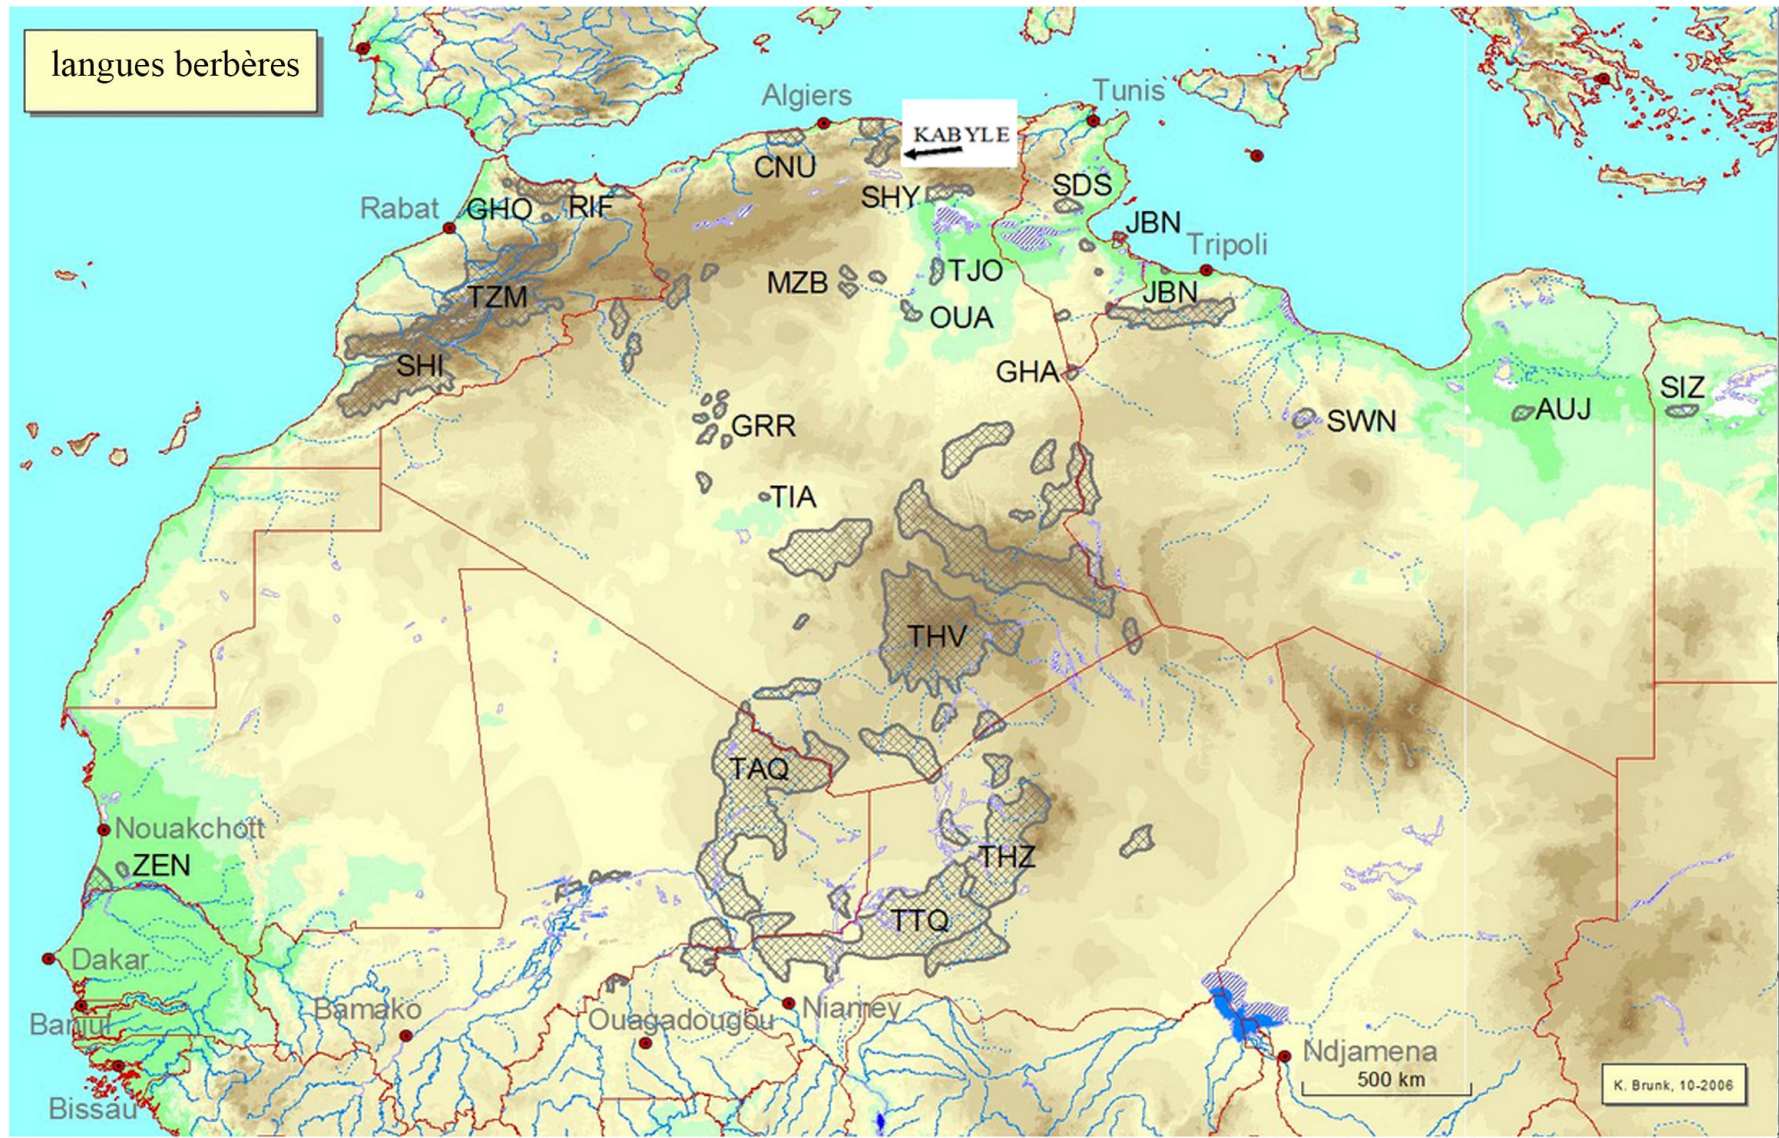 langues berbères
Algiers
Tunis
KABYLE
CNU
SHY
SDS
Rabat
GHO
RIF
JBN
Tripoli
TJO
MZB
JBN
TZM
OUA
SHI
GHA
SIZ
AUJ
SWN
GRR
TIA
THV
TAQ
Nouakchott
THZ
ZEN
TTQ
Dakar
Bamako
Niamey
Banjul
Ouagadougou
Ndjamena
500 km
K. Brunk, 10-2006
Bissau